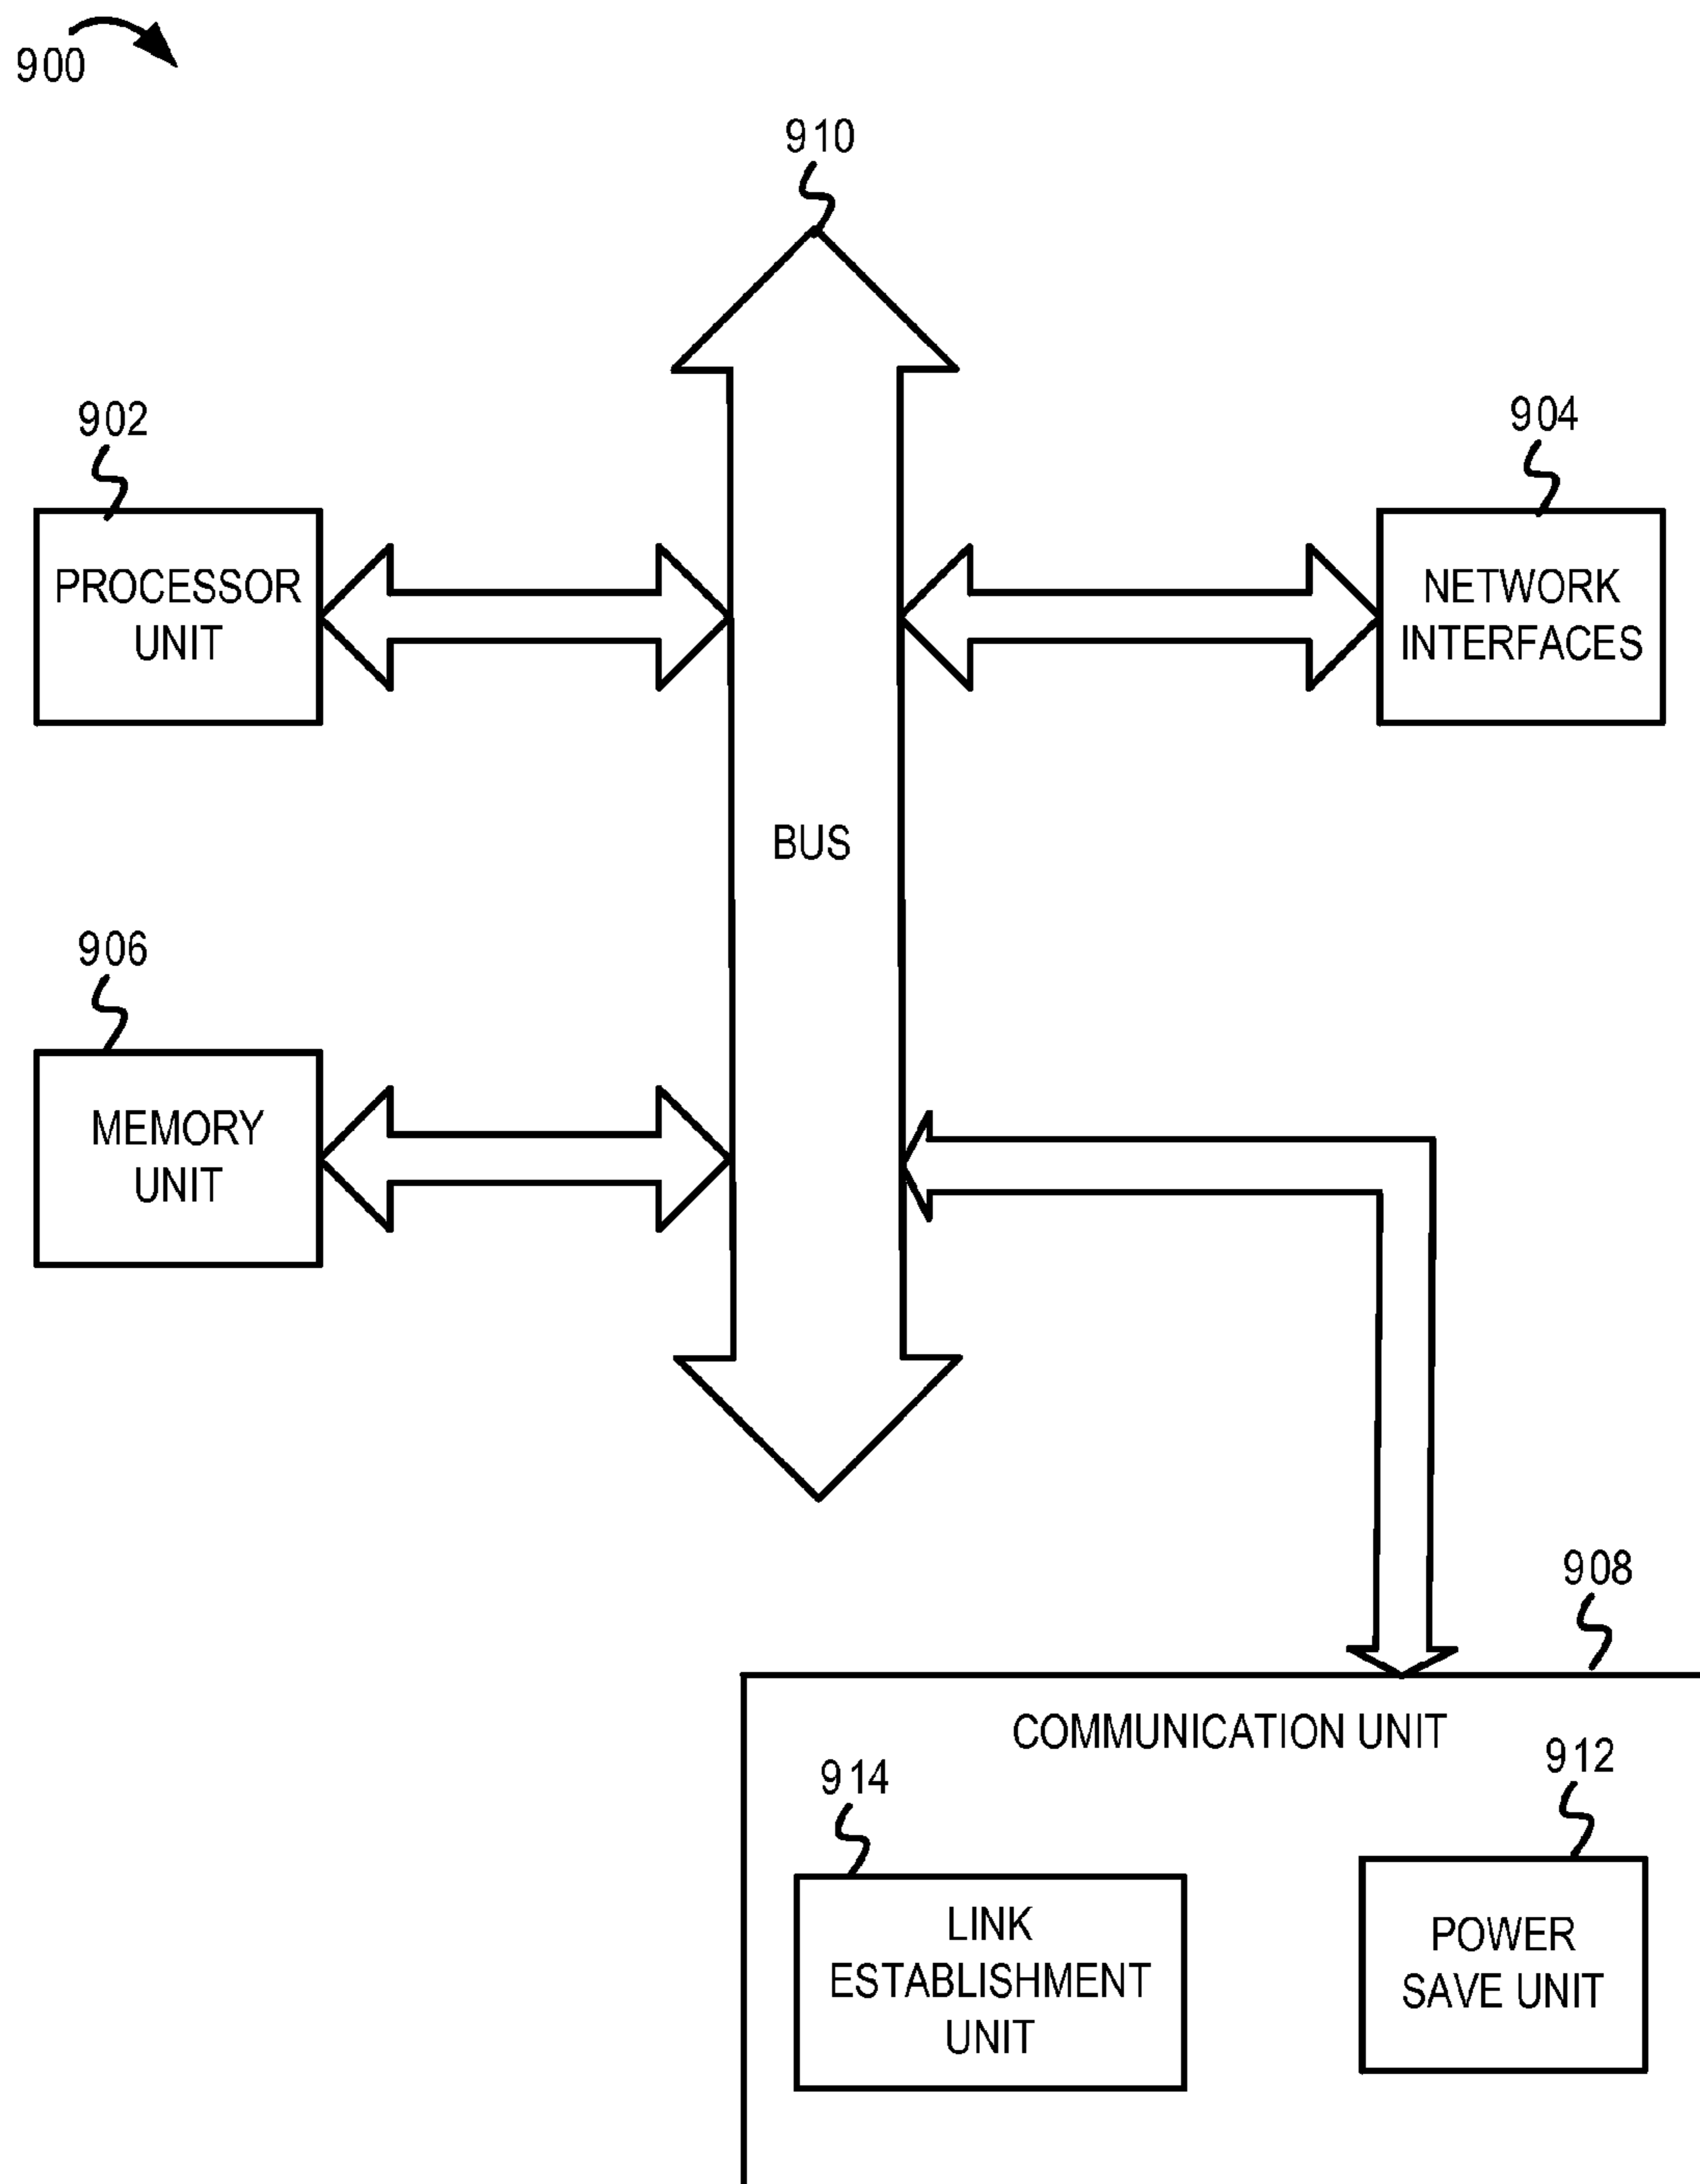 900
910
902
904
PROCESSOR
UNIT
NETWORK
INTERFACES
BUS
906
MEMORY
UNIT
908
COMMUNICATION UNIT
914
912
LINK
ESTABLISHMENT
UNIT
POWER
SAVE UNIT